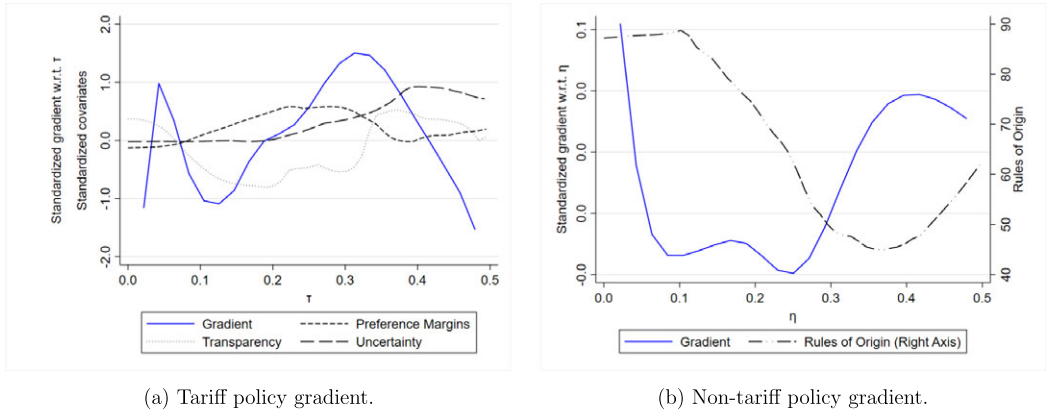 Standardized gradient w.r.t. τ
Standardized covariates
2.0
1.0
0.0
-1.0
-2.0
0.0 0.1 0.2 0.3 0.4 0.5
τ
Gradient
Preference Margins
Transparency
Uncertainty
(a) Tariff policy gradient.
Standardized gradient w.r.t. η
0.1
0.0
0.0
0.0
-0.0
90
80
70
60
50
40
Rules of Origin
0.0 0.1 0.2 0.3 0.4 0.5
η
Gradient
Rules of Origin (Right Axis)
(b) Non-tariff policy gradient.